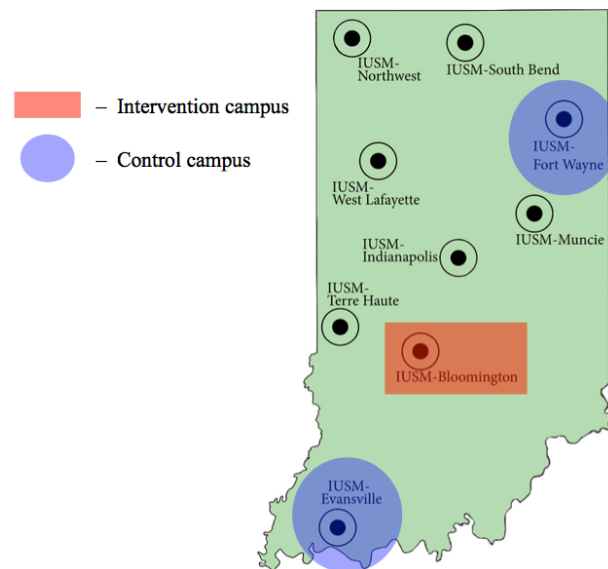 IUSM-
Northwest
IUSM-South Bend
– Intervention campus
– Control campus
IUSM-
Fort Wayne
IUSM-
West Lafayette
IUSM-Muncie
IUSM-
Indianapolis
IUSM-
Terre Haute
IUSM-Bloomington
IUSM-
Evansville